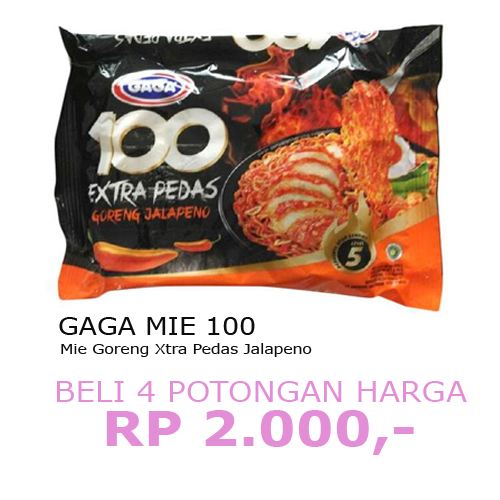 GAGA
100
EXTRA PEDAS
GORENG JALAPENO
5
GAGA MIE 100
Mie Goreng Xtra Pedas Jalapeno
BELI 4 POTONGAN HARGA
RP 2.000,-